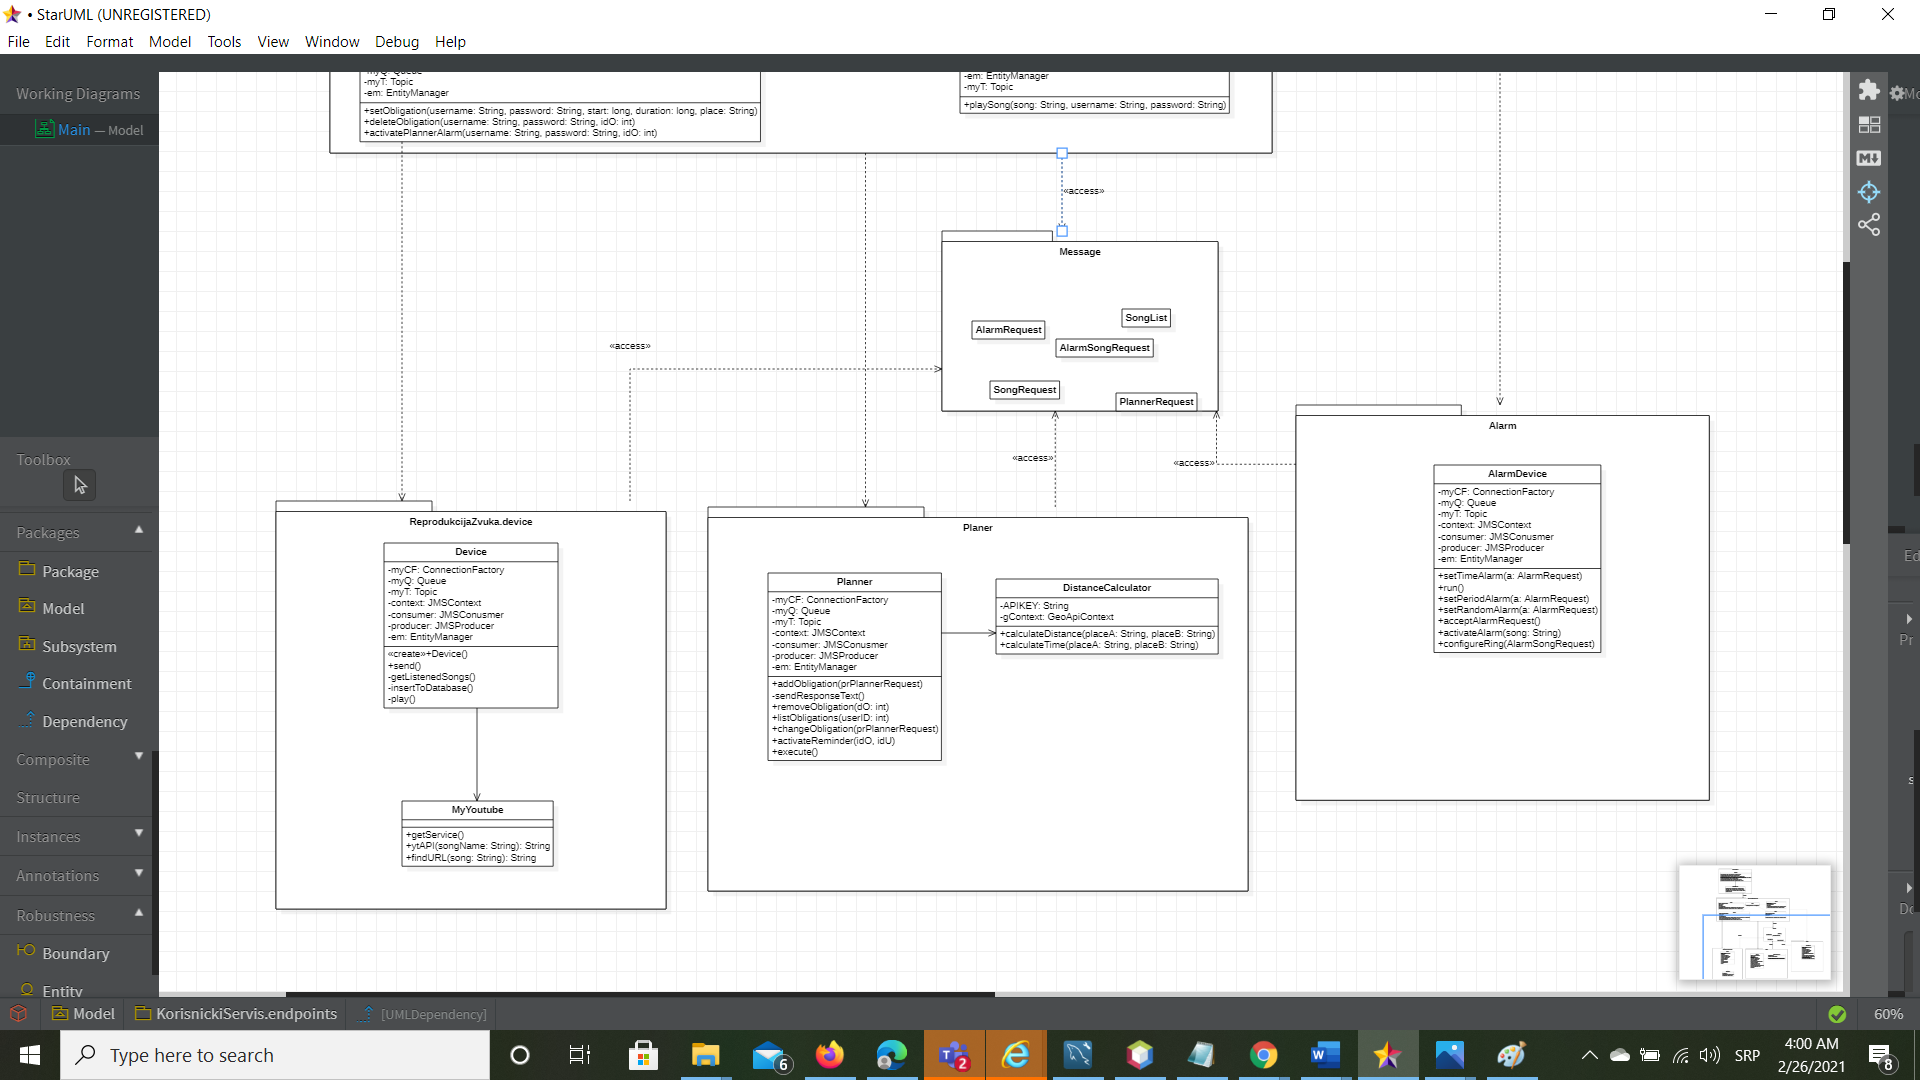 • StarUML (UNREGISTERED)
File Edit Format Model Tools View Window Debug Help
Working Diagrams
Main — Model
Toolbox
Packages
Package
Model
Subsystem
Containment
Dependency
Composite
Structure
Instances
Annotations
Robustness
Boundary
Entity
-myQ: Queue
-myT: Topic
-em: EntityManager
+setObligation(username: String, password: String, start: long, duration: long, place: String)
+deleteObligation(username: String, password: String, idO: int)
+activatePlannerAlarm(username: String, password: String, idO: int)
-em: EntityManager
-myT: Topic
+playSong(song: String, username: String, password: String)
«access»
Message
AlarmRequest
SongList
AlarmSongRequest
SongRequest
PlannerRequest
«access»
«access»
«access»
ReprodukcijaZvuka.device
Device
-myCF: ConnectionFactory
-myQ: Queue
-myT: Topic
-context: JMSContext
-consumer: JMSConusmer
-producer: JMSProducer
-em: EntityManager
«create»+Device()
+send()
-getListenedSongs()
-insertToDatabase()
-play()
MyYoutube
+getService()
+ytAPI(songName: String): String
+findURL(song: String): String
Planer
Planner
-myCF: ConnectionFactory
-myQ: Queue
-myT: Topic
-context: JMSContext
-consumer: JMSConusmer
-producer: JMSProducer
-em: EntityManager
+addObligation(prPlannerRequest)
-sendResponseText()
+removeObligation(dO: int)
+listObligations(userID: int)
+changeObligation(prPlannerRequest)
+activateReminder(idO, idU)
+execute()
DistanceCalculator
-APIKEY: String
-gContext: GeoApiContext
+calculateDistance(placeA: String, placeB: String)
+calculateTime(placeA: String, placeB: String)
Alarm
AlarmDevice
-myCF: ConnectionFactory
-myQ: Queue
-myT: Topic
-context: JMSContext
-consumer: JMSConusmer
-producer: JMSProducer
-em: EntityManager
+setTimeAlarm(a: AlarmRequest)
+run()
+setPeriodAlarm(a: AlarmRequest)
+setRandomAlarm(a: AlarmRequest)
+acceptAlarmRequest()
+activateAlarm(song: String)
+configureRing(AlarmSongRequest)
M
Mo
Ed
Pr
Do
Model KorisnickiServis.endpoints [UMLDependency]
60%
Type here to search
6
2
SRP
4:00 AM
2/26/2021
8